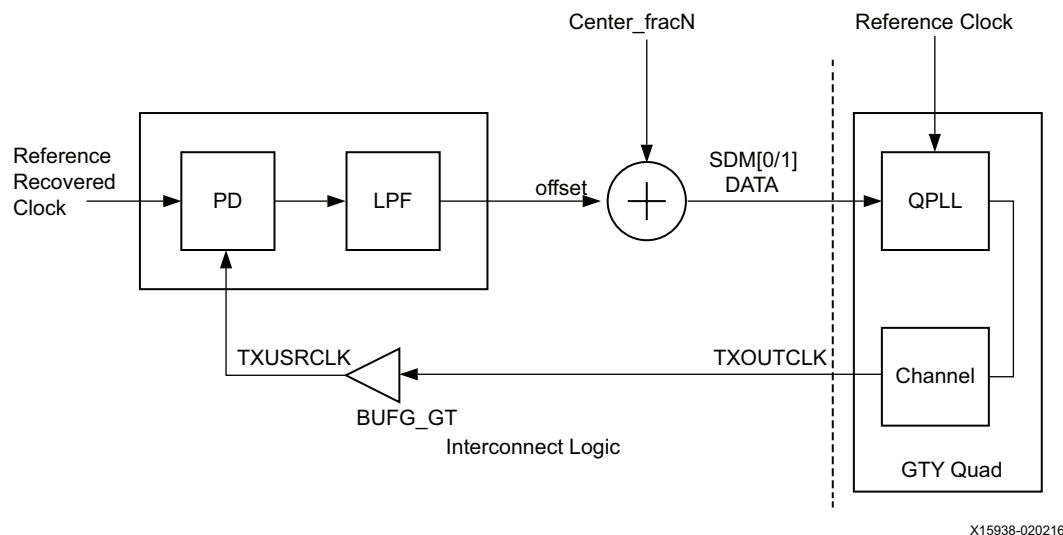 Center_fracN
Reference Clock
Reference
Recovered
Clock
PD
LPF
offset
SDM[0/1]
DATA
QPLL
TXUSRCLK
BUFG_GT
TXOUTCLK
Channel
Interconnect Logic
GTY Quad
X15938-020216